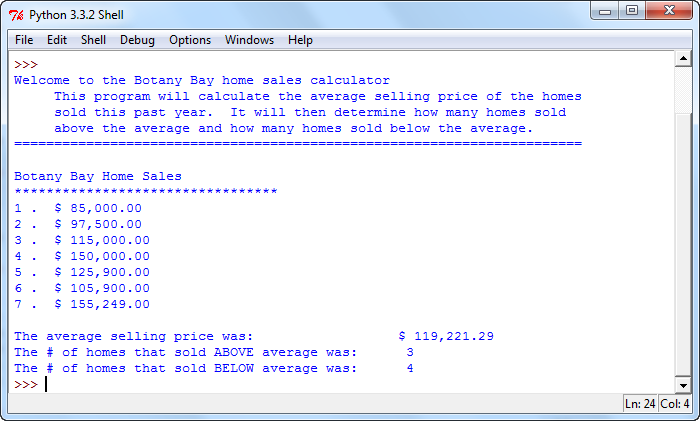 Python 3.3.2 Shell
File Edit Shell Debug Options Windows Help
>>>
Welcome to the Botany Bay home sales calculator
     This program will calculate the average selling price of the homes
     sold this past year.  It will then determine how many homes sold
     above the average and how many homes sold below the average.
=======================================================================
Botany Bay Home Sales
*********************************
1 .  $ 85,000.00
2 .  $ 97,500.00
3 .  $ 115,000.00
4 .  $ 150,000.00
5 .  $ 125,900.00
6 .  $ 105,900.00
7 .  $ 155,249.00
The average selling price was:                  $ 119,221.29
The # of homes that sold ABOVE average was:      3
The # of homes that sold BELOW average was:      4
>>>
Ln: 24 Col: 4